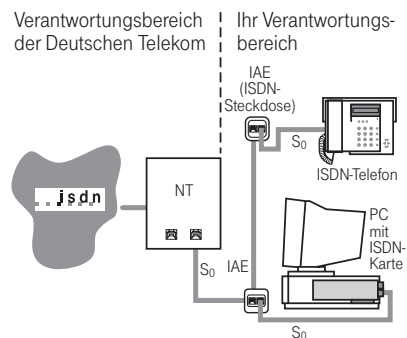 Verantwortungsbereich
der Deutschen Telekom
Ihr Verantwortungs-
bereich
IAE
(ISDN-
Steckdose)
S0
ISDN-Telefon
isdn
NT
S0
IAE
PC
mit
ISDN-
Karte
S0